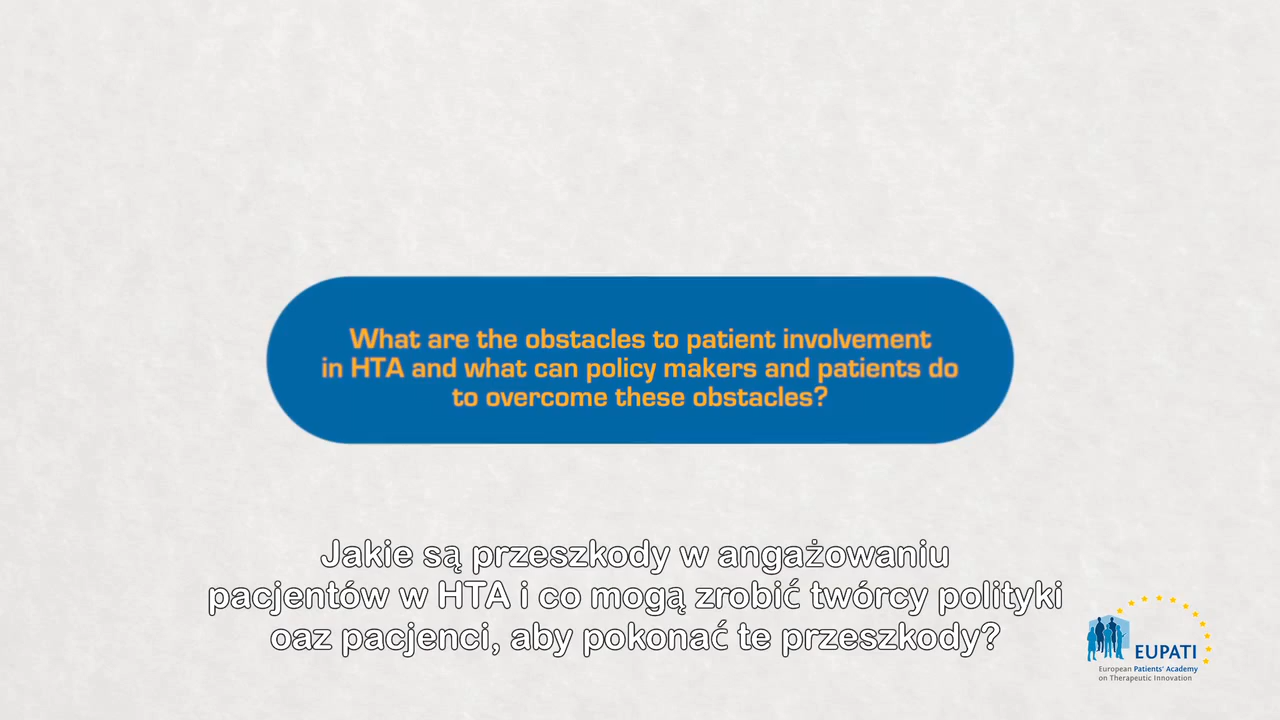 What are the obstacles to patient involvement
in HTA and what can policy makers and patients do
to overcome these obstacles?
Jakie są przeszkody w angażowaniu
pacjentów w HTA i co mogą zrobić twórcy polityki
oaz pacjenci, aby pokonać te przeszkody?
EUPATI
European Patients' Academy
on Therapeutic Innovation